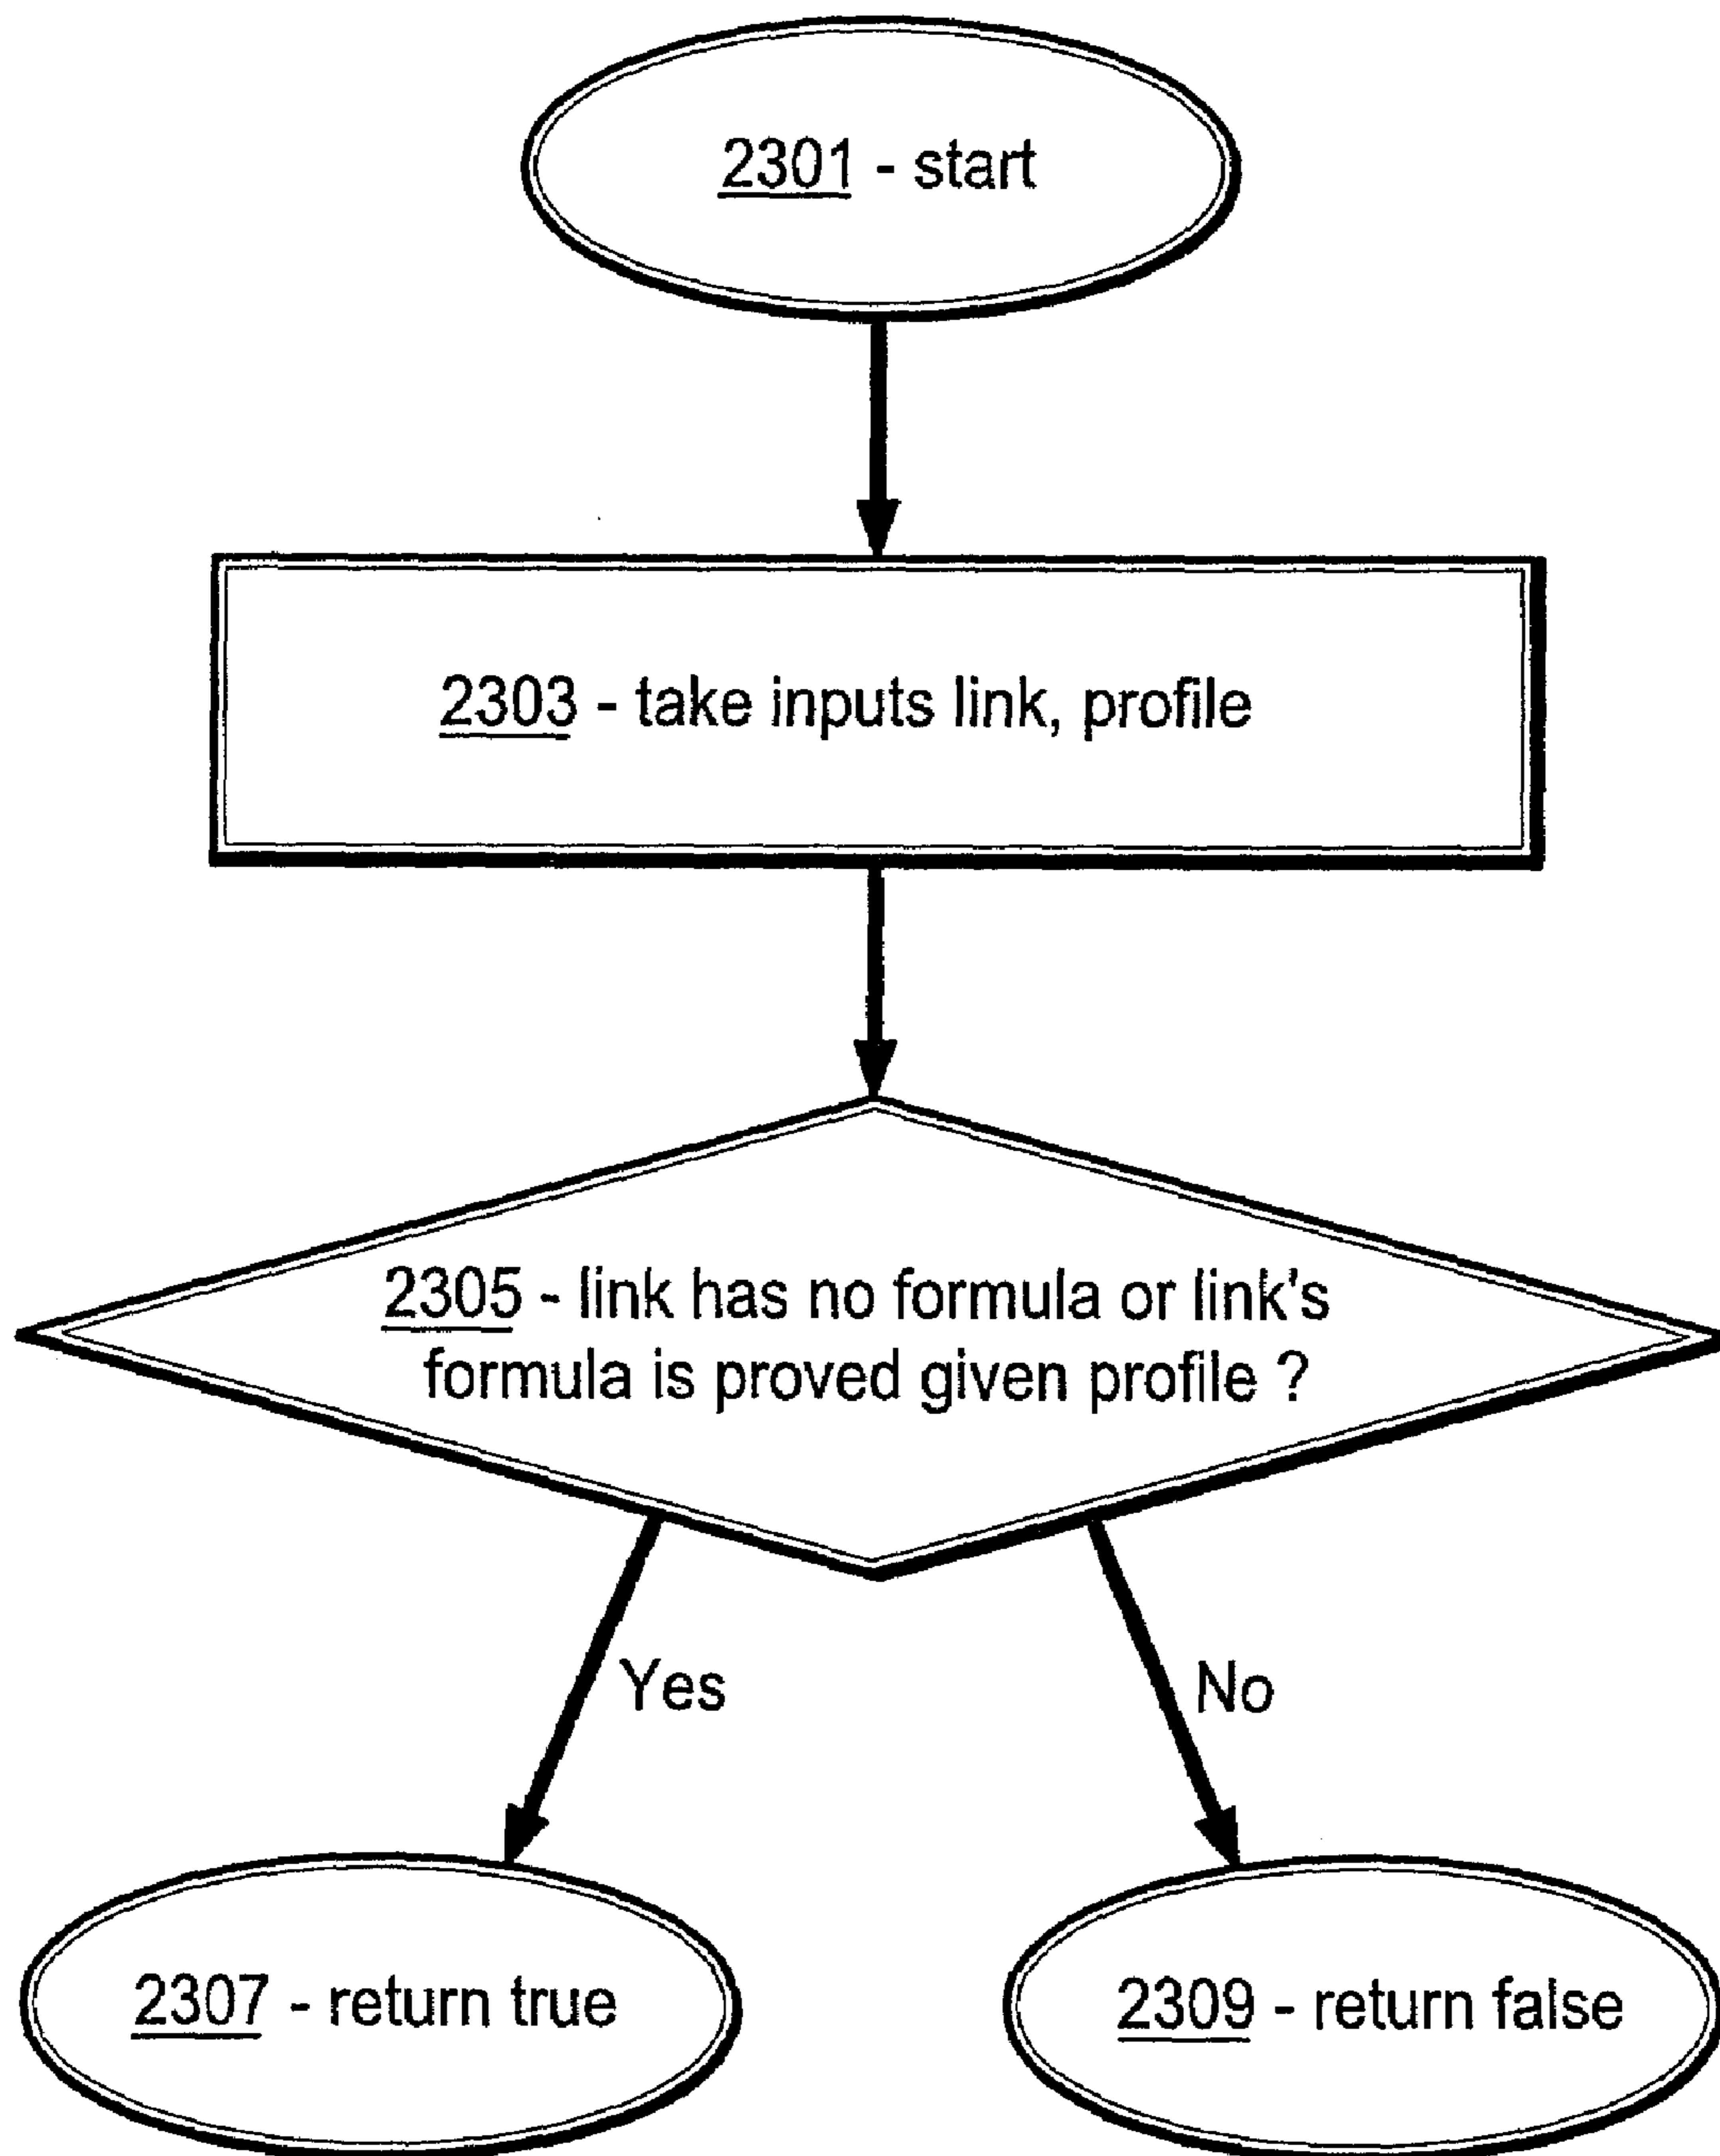 2301 - start
2303 - take inputs link, profile
2305 - link has no formula or link's
formula is proved given profile ?
Yes
No
2307 - return true
2309 - return false